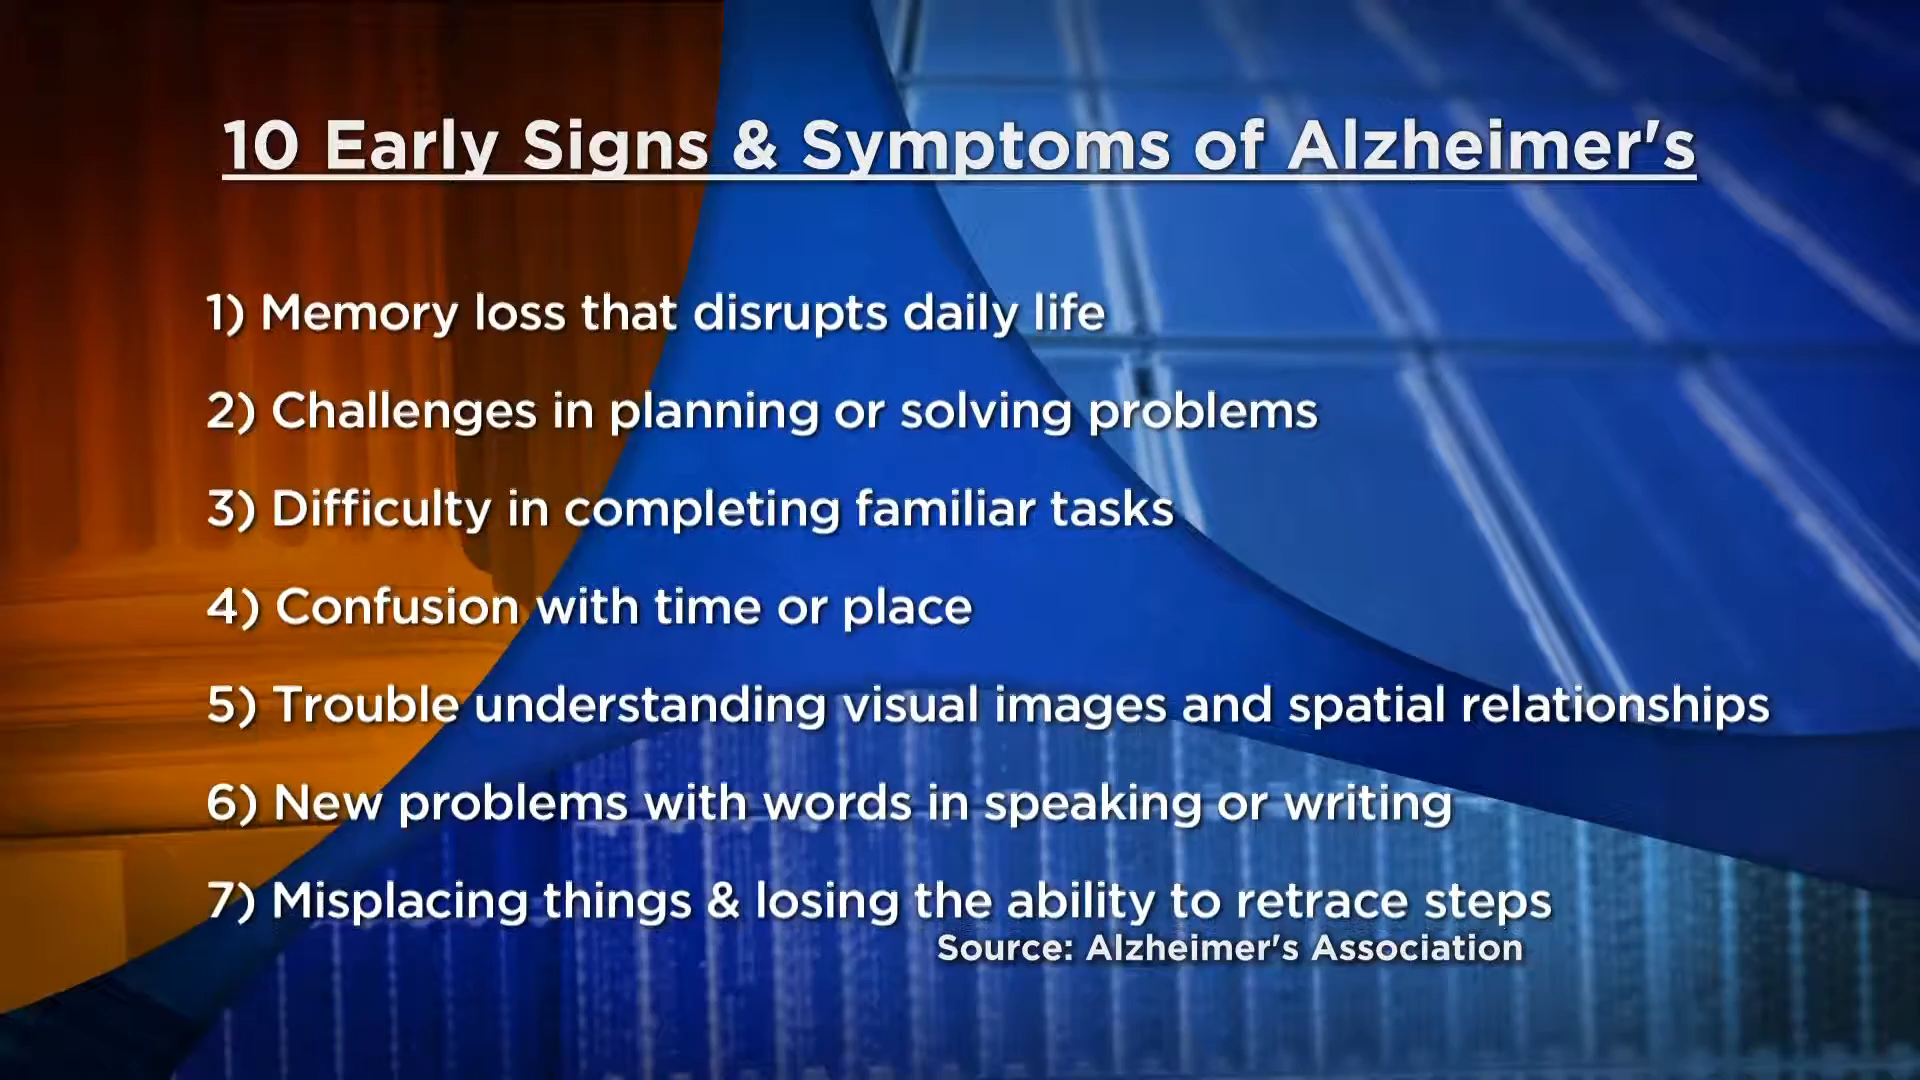 10 Early Signs & Symptoms of Alzheimer's
1) Memory loss that disrupts daily life
2) Challenges in planning or solving problems
3) Difficulty in completing familiar tasks
4) Confusion with time or place
5) Trouble understanding visual images and spatial relationships
6) New problems with words in speaking or writing
7) Misplacing things & losing the ability to retrace steps
Source: Alzheimer's Association